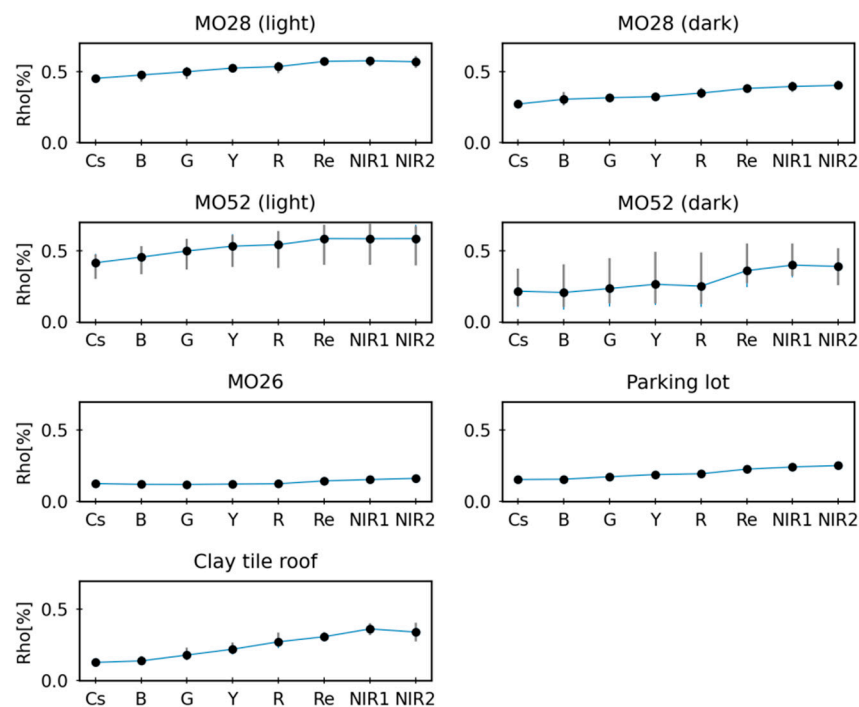 MO28 (light)
MO28 (dark)
Rho[%]
0.5
0.0
Cs B G Y R Re NIR1 NIR2
0.5
0.0
Cs B G Y R Re NIR1 NIR2
MO52 (light)
MO52 (dark)
Rho[%]
0.5
0.0
Cs B G Y R Re NIR1 NIR2
0.5
0.0
Cs B G Y R Re NIR1 NIR2
MO26
Parking lot
Rho[%]
0.5
0.0
Cs B G Y R Re NIR1 NIR2
0.5
0.0
Cs B G Y R Re NIR1 NIR2
Clay tile roof
Rho[%]
0.5
0.0
Cs B G Y R Re NIR1 NIR2